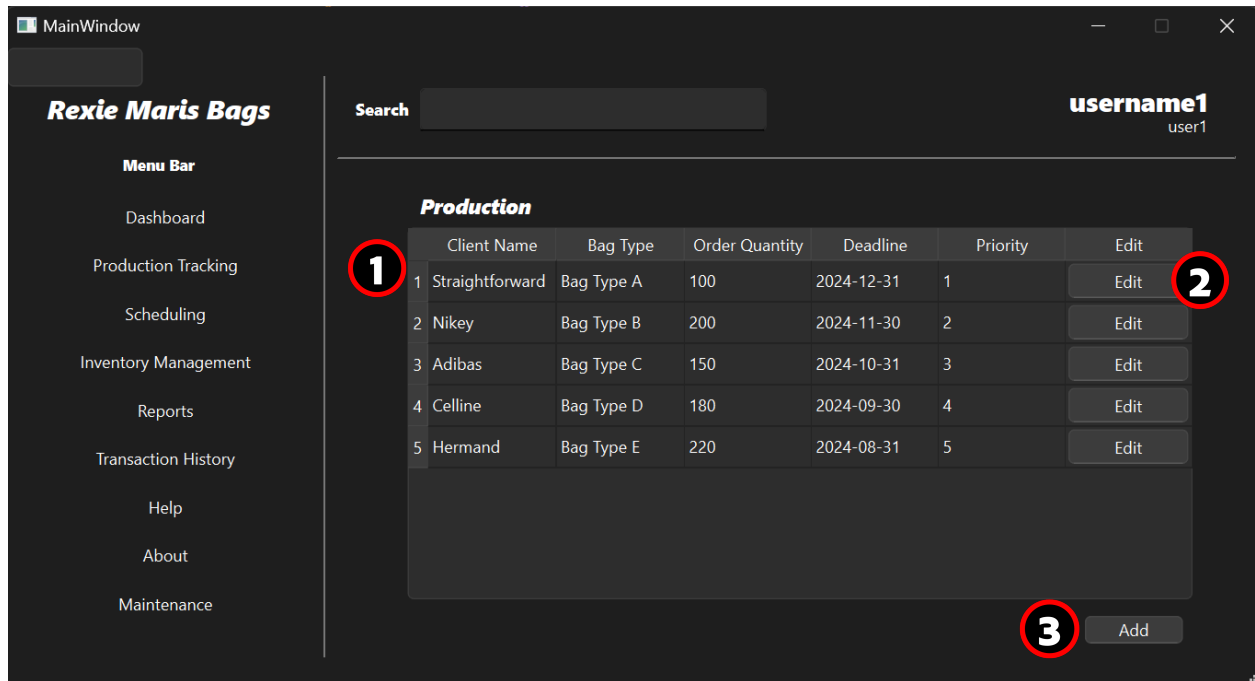 MainWindow
Rexie Maris Bags
Menu Bar
Dashboard
Production Tracking
Scheduling
Inventory Management
Reports
Transaction History
Help
About
Maintenance
Search
username1
user1
Production
Client Name Bag Type Order Quantity Deadline Priority Edit
1 1 Straightforward Bag Type A 100 2024-12-31 1 Edit 2
2 Nikey Bag Type B 200 2024-11-30 2 Edit
3 Adibas Bag Type C 150 2024-10-31 3 Edit
4 Celline Bag Type D 180 2024-09-30 4 Edit
5 Hermand Bag Type E 220 2024-08-31 5 Edit
3 Add